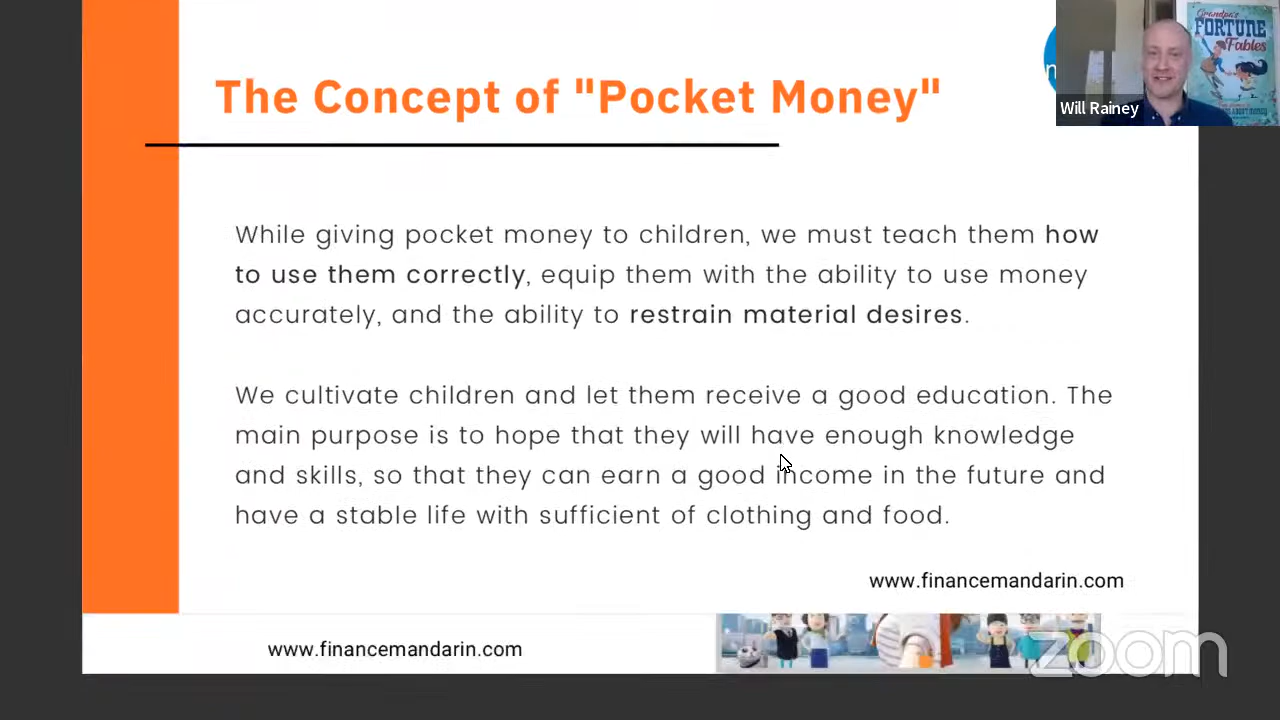 The Concept of "Pocket Money"
Grandpa's
FORTUNE
Fables
Will Rainey
While giving pocket money to children, we must teach them how
to use them correctly, equip them with the ability to use money
accurately, and the ability to restrain material desires.
We cultivate children and let them receive a good education. The
main purpose is to hope that they will have enough knowledge
and skills, so that they can earn a good income in the future and
have a stable life with sufficient of clothing and food.
www.financemandarin.com
www.financemandarin.com
zoom